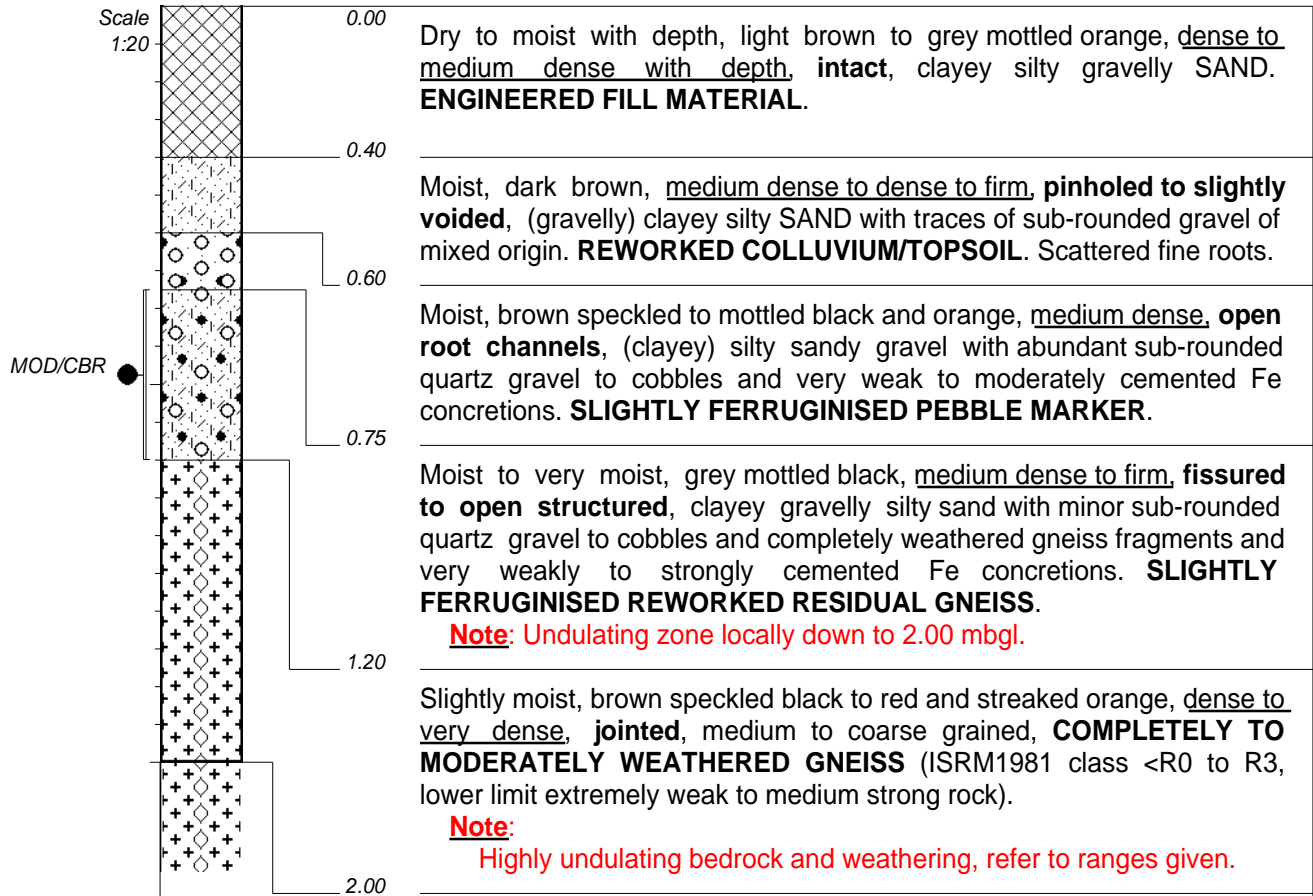 Scale
1:20
0.00
Dry to moist with depth, light brown to grey mottled orange, dense to
medium dense with depth, intact, clayey silty gravelly SAND.
ENGINEERED FILL MATERIAL.
0.40
Moist, dark brown, medium dense to dense to firm, pinholed to slightly
voided, (gravelly) clayey silty SAND with traces of sub-rounded gravel of
mixed origin. REWORKED COLLUVIUM/TOPSOIL. Scattered fine roots.
0.60
Moist, brown speckled to mottled black and orange, medium dense, open
root channels, (clayey) silty sandy gravel with abundant sub-rounded
quartz gravel to cobbles and very weak to moderately cemented Fe
concretions. SLIGHTLY FERRUGINISED PEBBLE MARKER.
MOD/CBR
0.75
Moist to very moist, grey mottled black, medium dense to firm, fissured
to open structured, clayey gravelly silty sand with minor sub-rounded
quartz gravel to cobbles and completely weathered gneiss fragments and
very weakly to strongly cemented Fe concretions. SLIGHTLY
FERRUGINISED REWORKED RESIDUAL GNEISS.
Note: Undulating zone locally down to 2.00 mbgl.
1.20
Slightly moist, brown speckled black to red and streaked orange, dense to
very dense, jointed, medium to coarse grained, COMPLETELY TO
MODERATELY WEATHERED GNEISS (ISRM1981 class <R0 to R3,
lower limit extremely weak to medium strong rock).
Note:
Highly undulating bedrock and weathering, refer to ranges given.
2.00